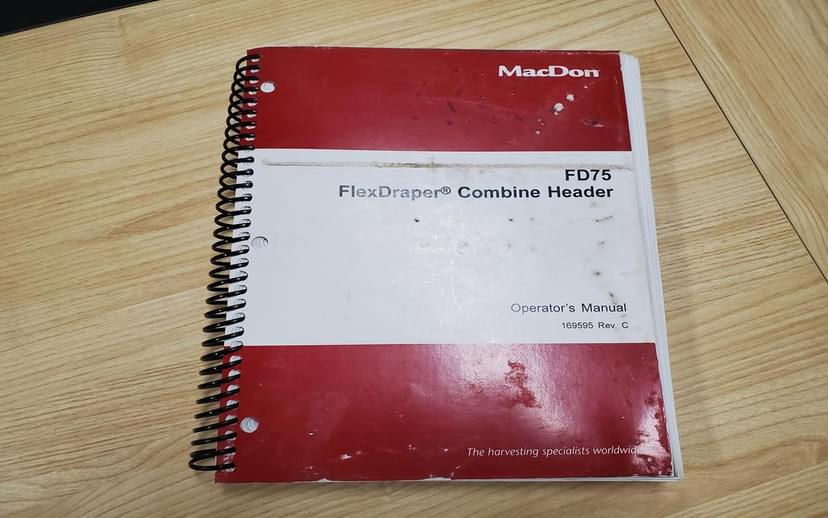 MacDon
FD75
FlexDraper® Combine Header
Operator's Manual
169595 Rev. C
The harvesting specialists worldwide